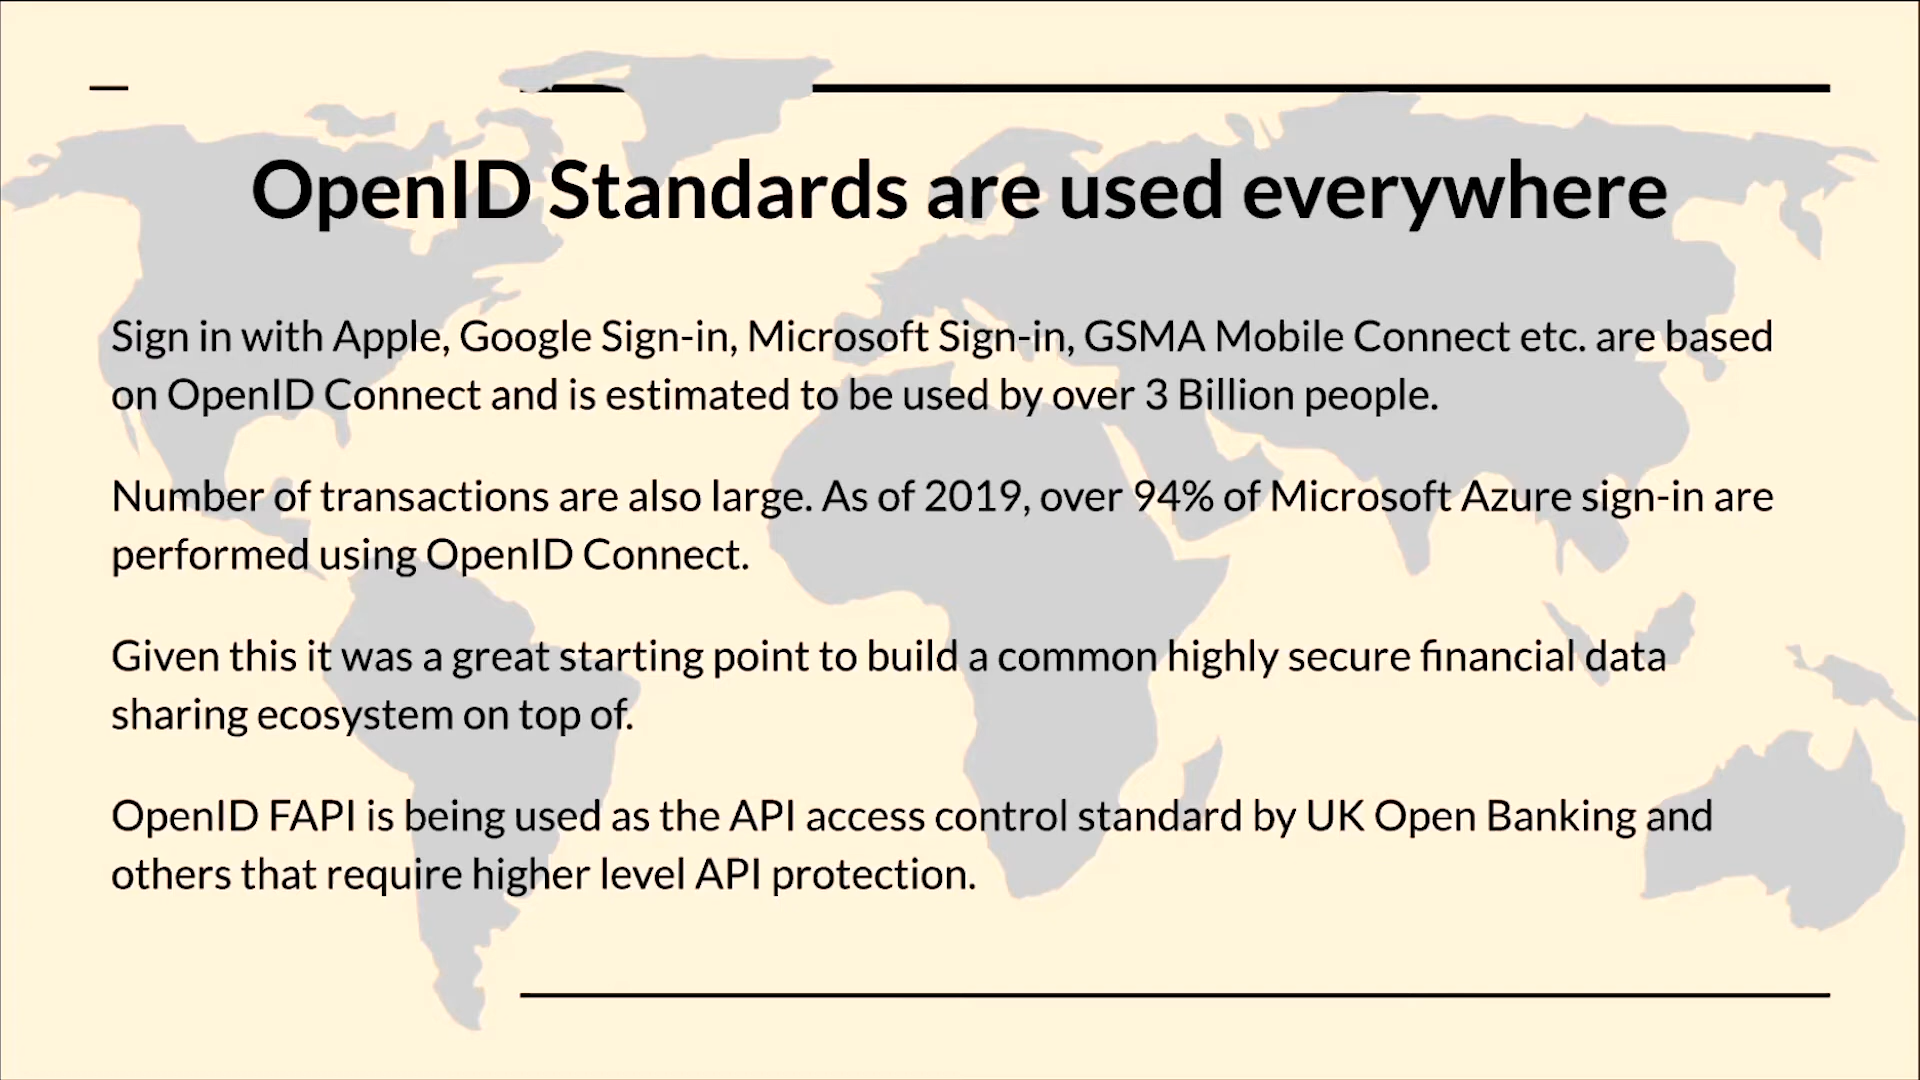 OpenID Standards are used everywhere
Sign in with Apple, Google Sign-in, Microsoft Sign-in, GSMA Mobile Connect etc. are based
on OpenID Connect and is estimated to be used by over 3 Billion people.
Number of transactions are also large. As of 2019, over 94% of Microsoft Azure sign-in are
performed using OpenID Connect.
Given this it was a great starting point to build a common highly secure financial data
sharing ecosystem on top of.
OpenID FAPI is being used as the API access control standard by UK Open Banking and
others that require higher level API protection.